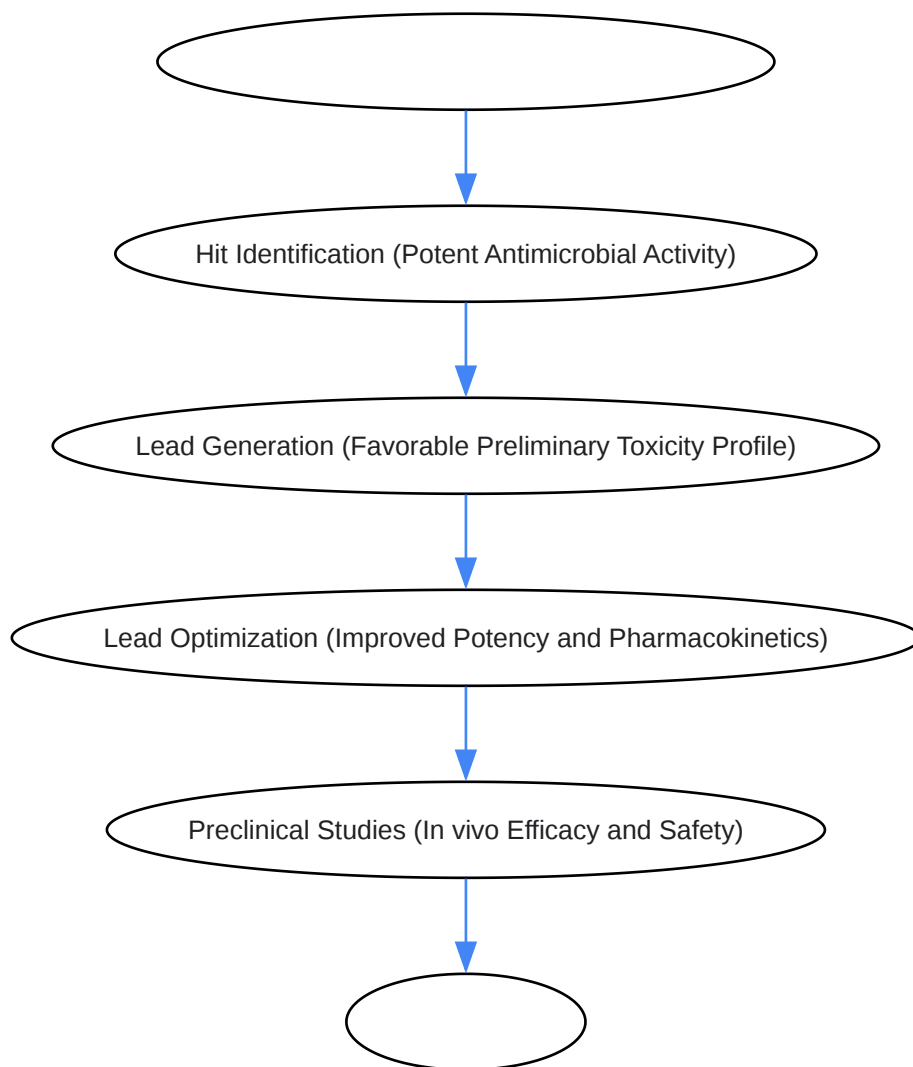 Hit Identification (Potent Antimicrobial Activity)
Lead Generation (Favorable Preliminary Toxicity Profile)
Lead Optimization (Improved Potency and Pharmacokinetics)
Preclinical Studies (In vivo Efficacy and Safety)